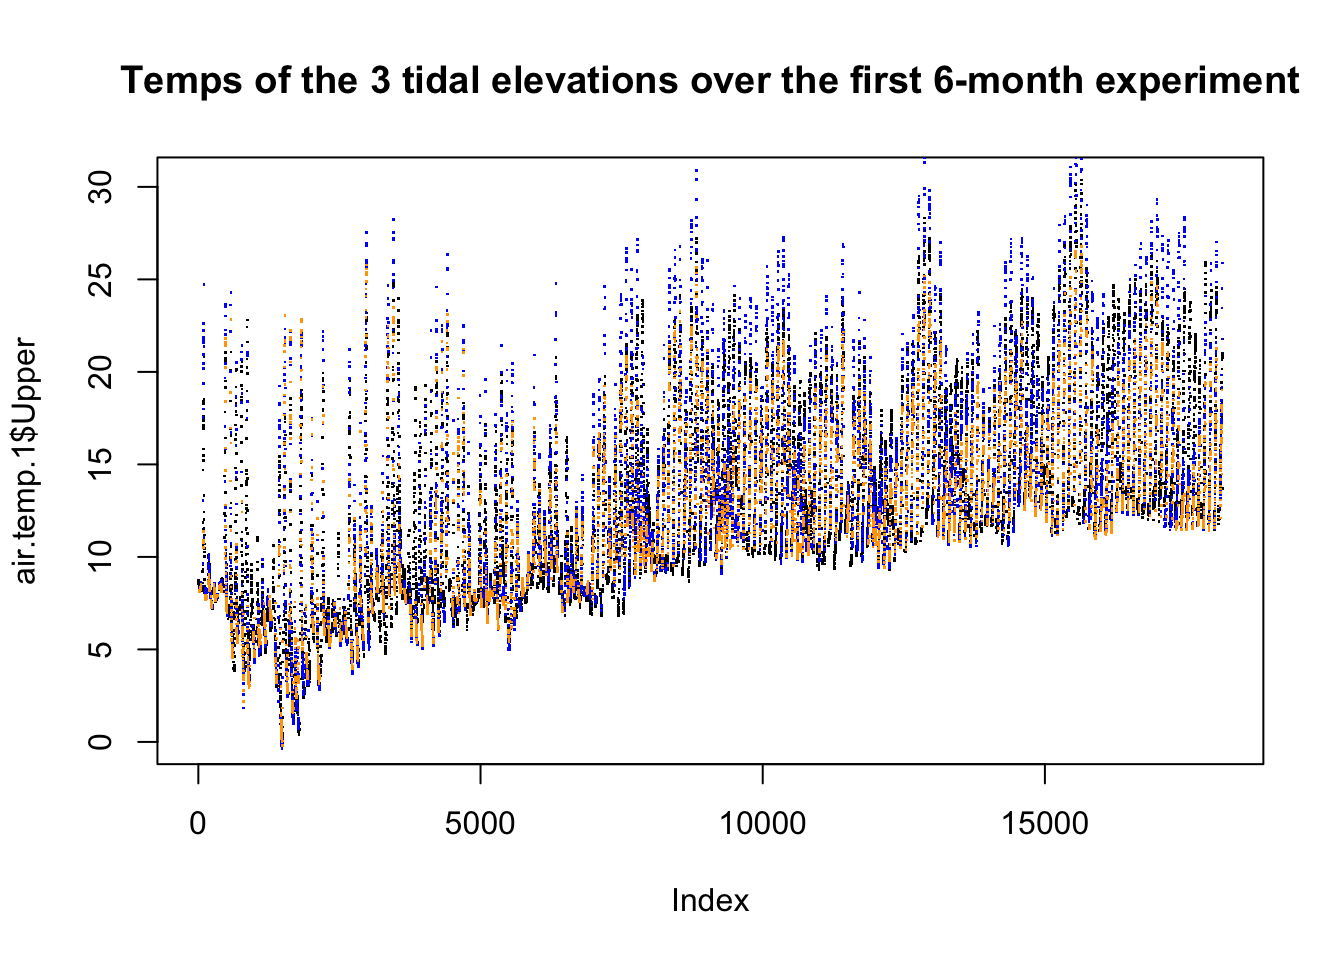 Temps of the 3 tidal elevations over the first 6-month experiment
air.temp.1$Upper
30
25
20
15
10
5
0
0 5000 10000 15000
Index